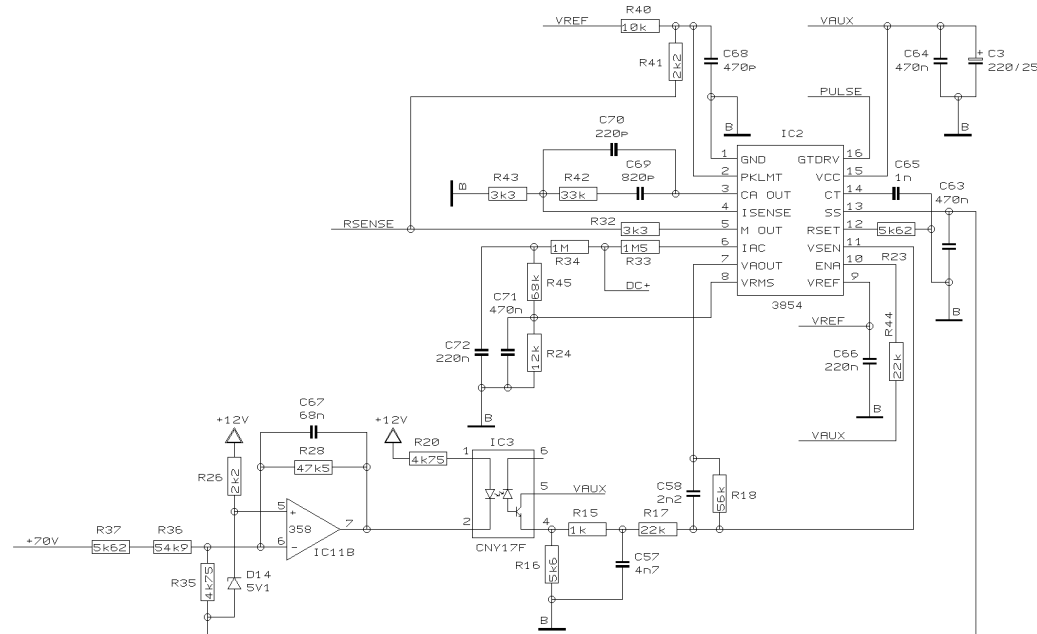 R40
VREF
10k
VAUX
R41
2k2
C68
470p
C64
470n
+
C3
220/25
PULSE
B
B
C70
220p
IC2
1
GND
GTDRV
16
C65
1n
R43
R42
C69
820p
2
PKLMT
VCC
15
B
3k3
33k
3
CA OUT
CT
14
C63
470n
4
ISENSE
SS
13
RSENSE
R32
3k3
5
M OUT
RSET
12
5k62
1M
1M5
6
IAC
VSEN
11
R34
R33
R23
7
VAOUT
ENA
10
R45
68k
DC+
8
VRMS
VREF
9
C71
470n
3854
B
VREF
R44
C72
220n
12k
R24
C66
220n
22k
B
B
C67
68n
+12V
+12V
VAUX
R20
4k75
IC3
R28
47k5
1
6
R26
2k2
5
VAUX
C58
2n2
56k
R18
5
+
358
7
2
4
R15
1k
R17
22k
R37
R36
+70V
5k62
54k9
6
-
IC11B
CNY17F
R16
5k6
C57
4n7
R35
4k75
D14
5V1
B